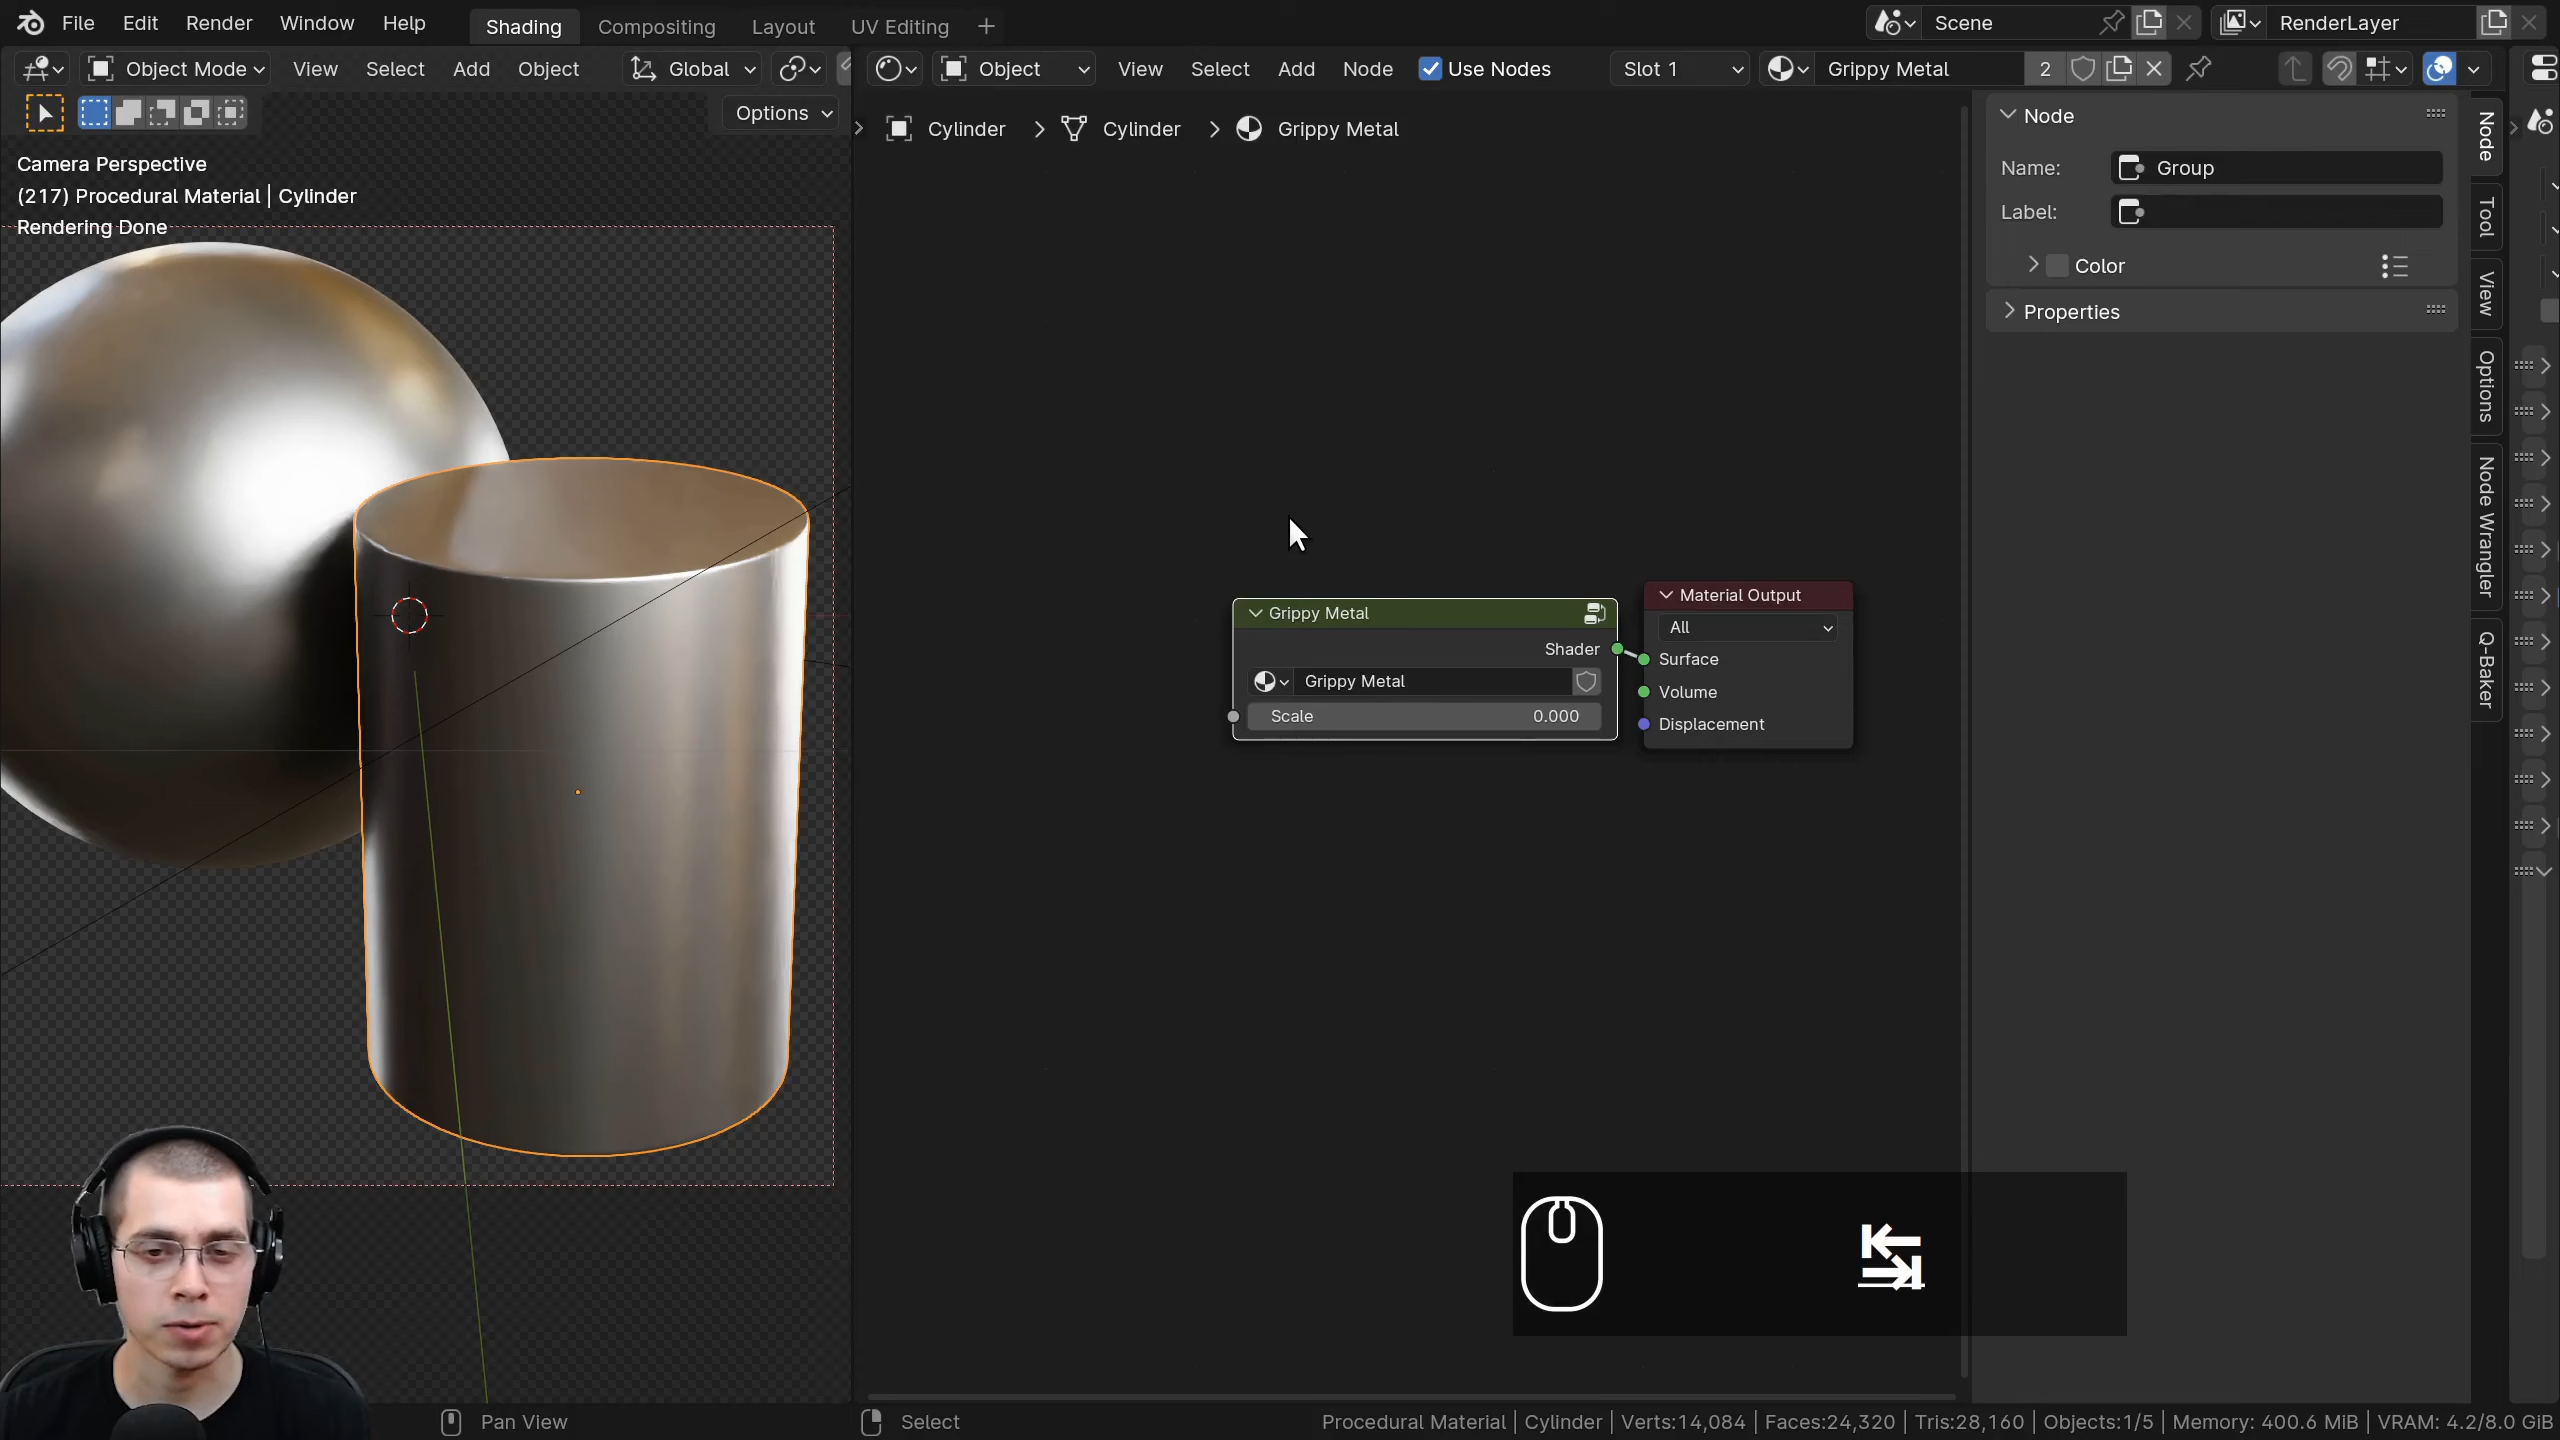 File Edit Render Window Help Shading Compositing Layout UV Editing Scene RenderLayer
Object Mode View Select Add Object Global Object View Select Add Node Use Nodes Slot 1 Grippy Metal 2
Options
Cylinder Cylinder Grippy Metal
Camera Perspective
(217) Procedural Material | Cylinder
Rendering Done
Grippy Metal
Shader
Grippy Metal
Scale 0.000
Material Output
All
Surface
Volume
Displacement
Node
Name: Group
Label:
Color
Properties
Node
Tool
View
Options
Node Wrangler
Q-Baker
Pan View Select Procedural Material | Cylinder | Verts:14,084 | Faces:24,320 | Tris:28,160 | Objects:1/5 | Memory: 400.6 MiB | VRAM: 4.2/8.0 GiB